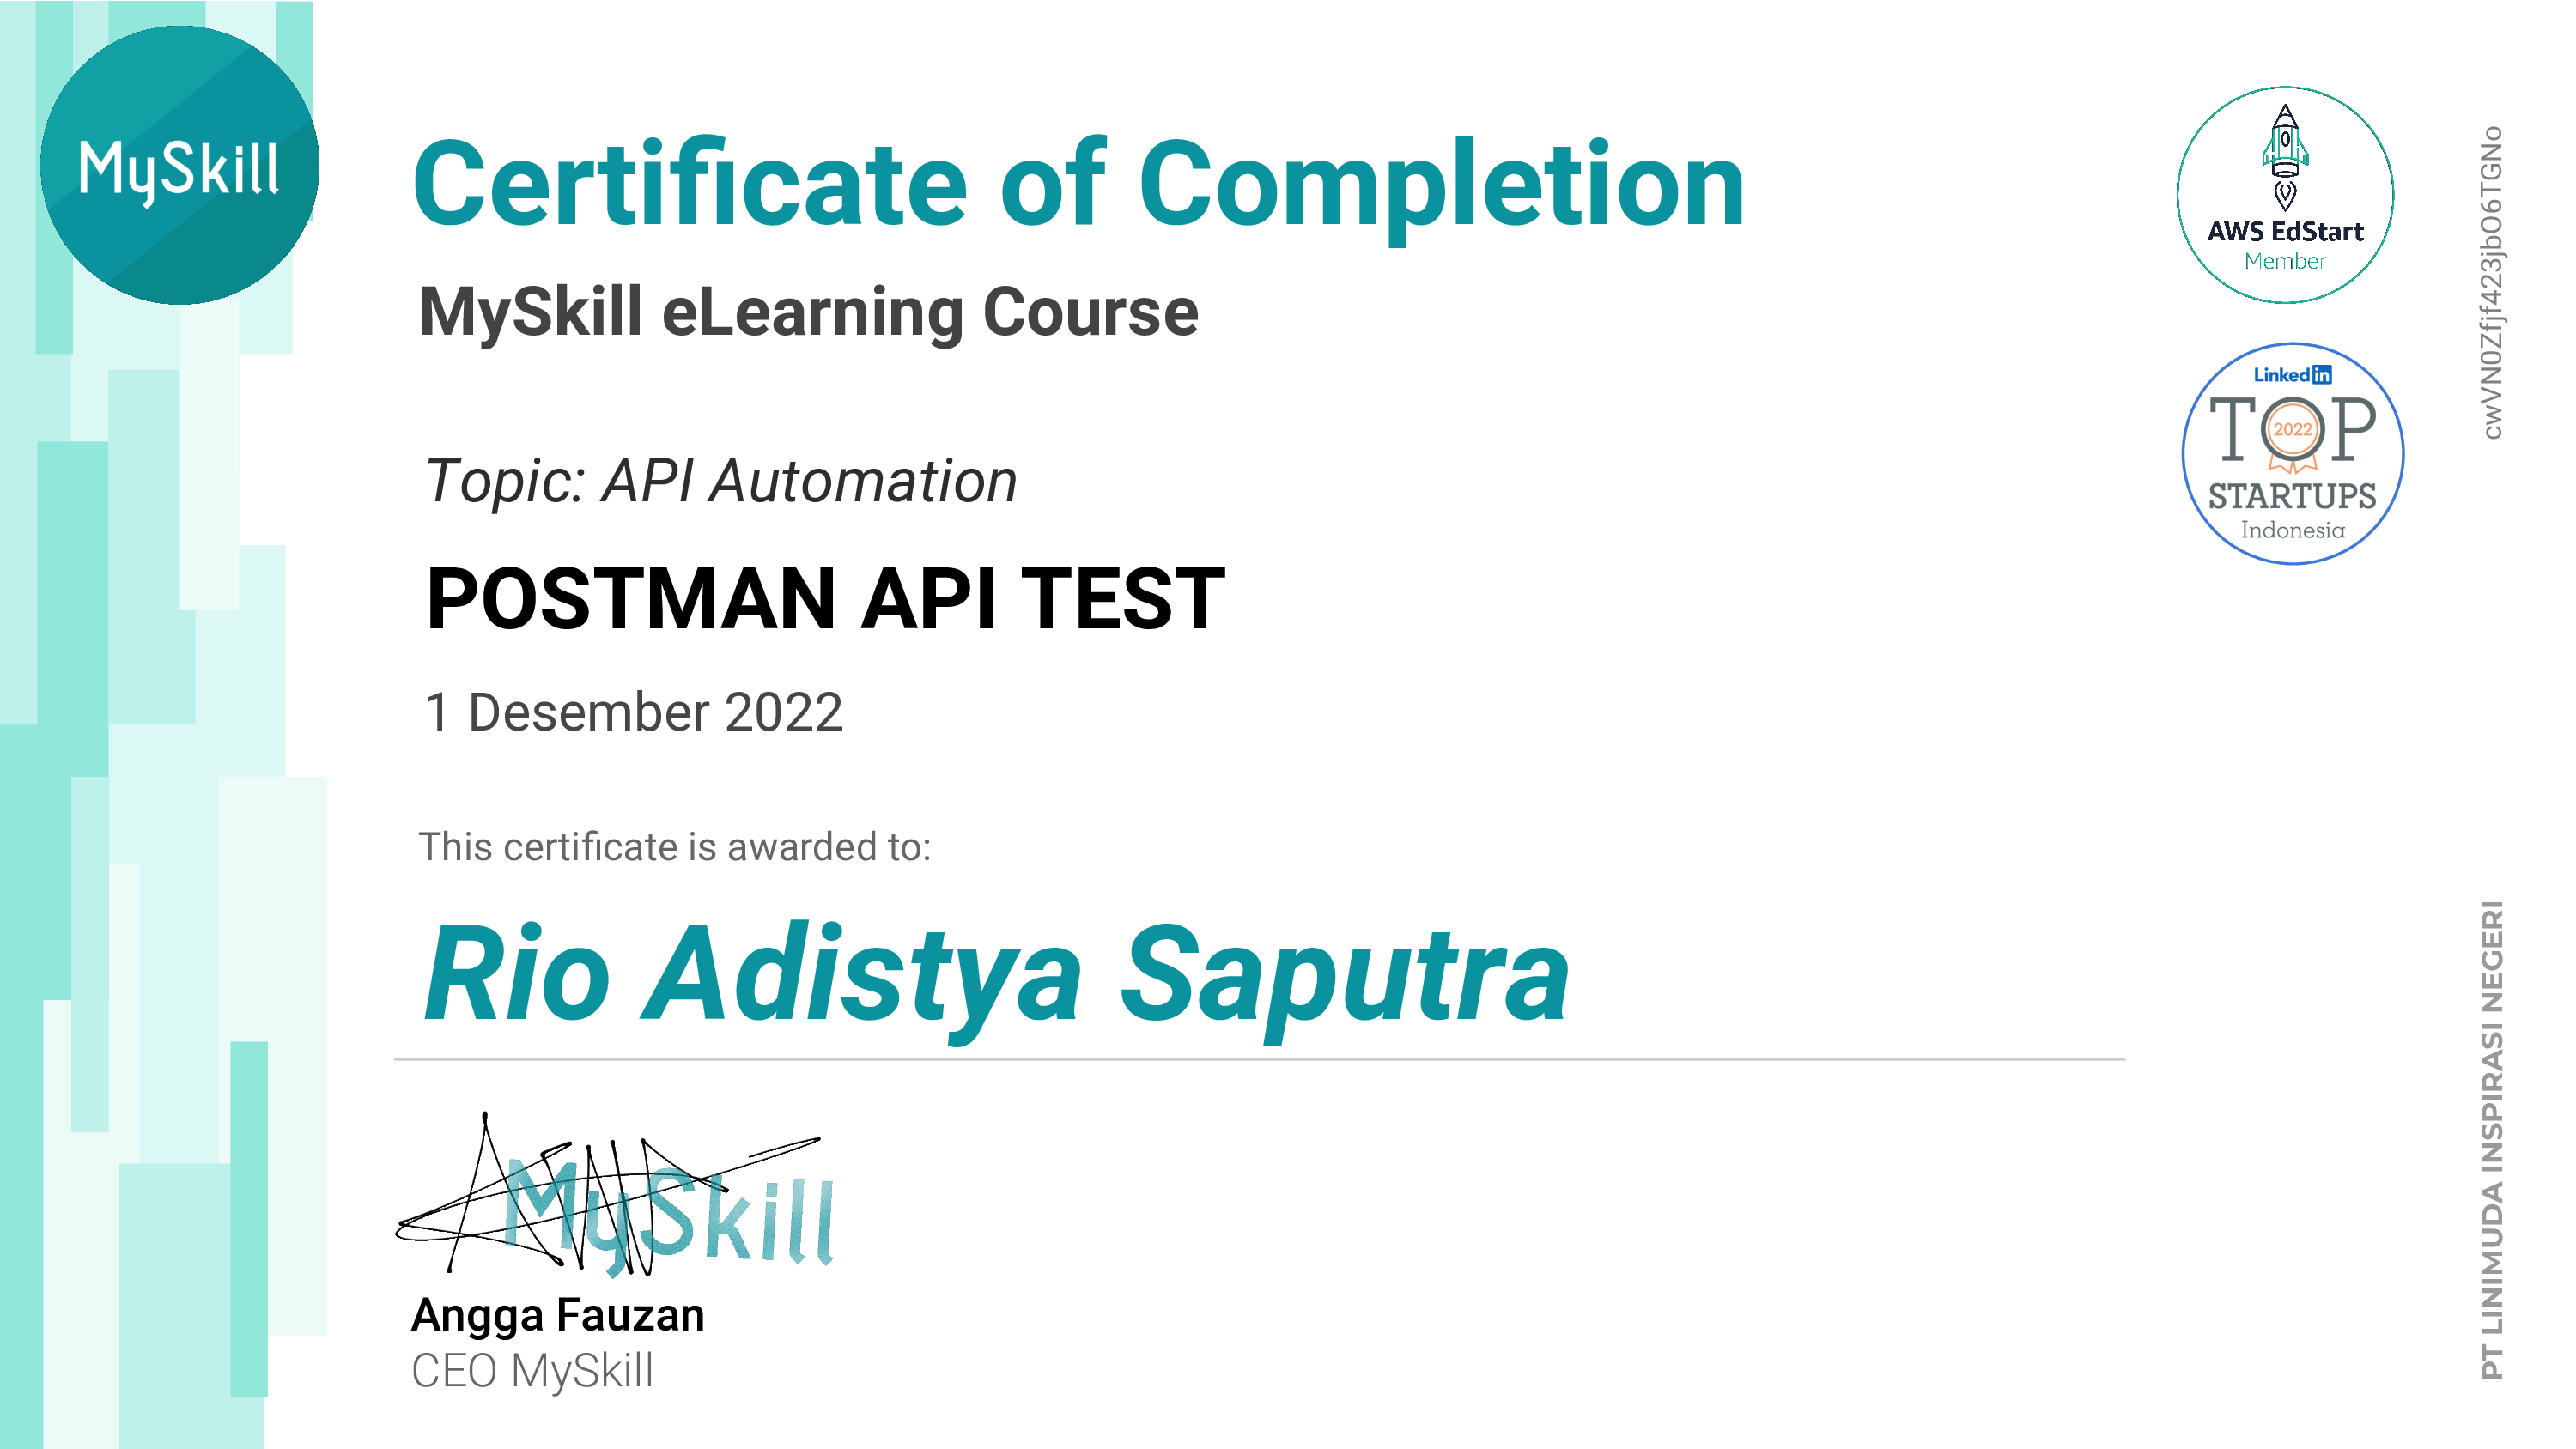 MySkill
Certificate of Completion
MySkill eLearning Course
Topic: API Automation
POSTMAN API TEST
1 Desember 2022
This certificate is awarded to:
Rio Adistya Saputra
MySkill
Angga Fauzan
CEO MySkill
AWS EdStart
Member
Linked in
TOP
2022
STARTUPS
Indonesia
cwVN0Zfjf423jbO6TGNo
PT LINIMUDA INSPIRASI NEGERI